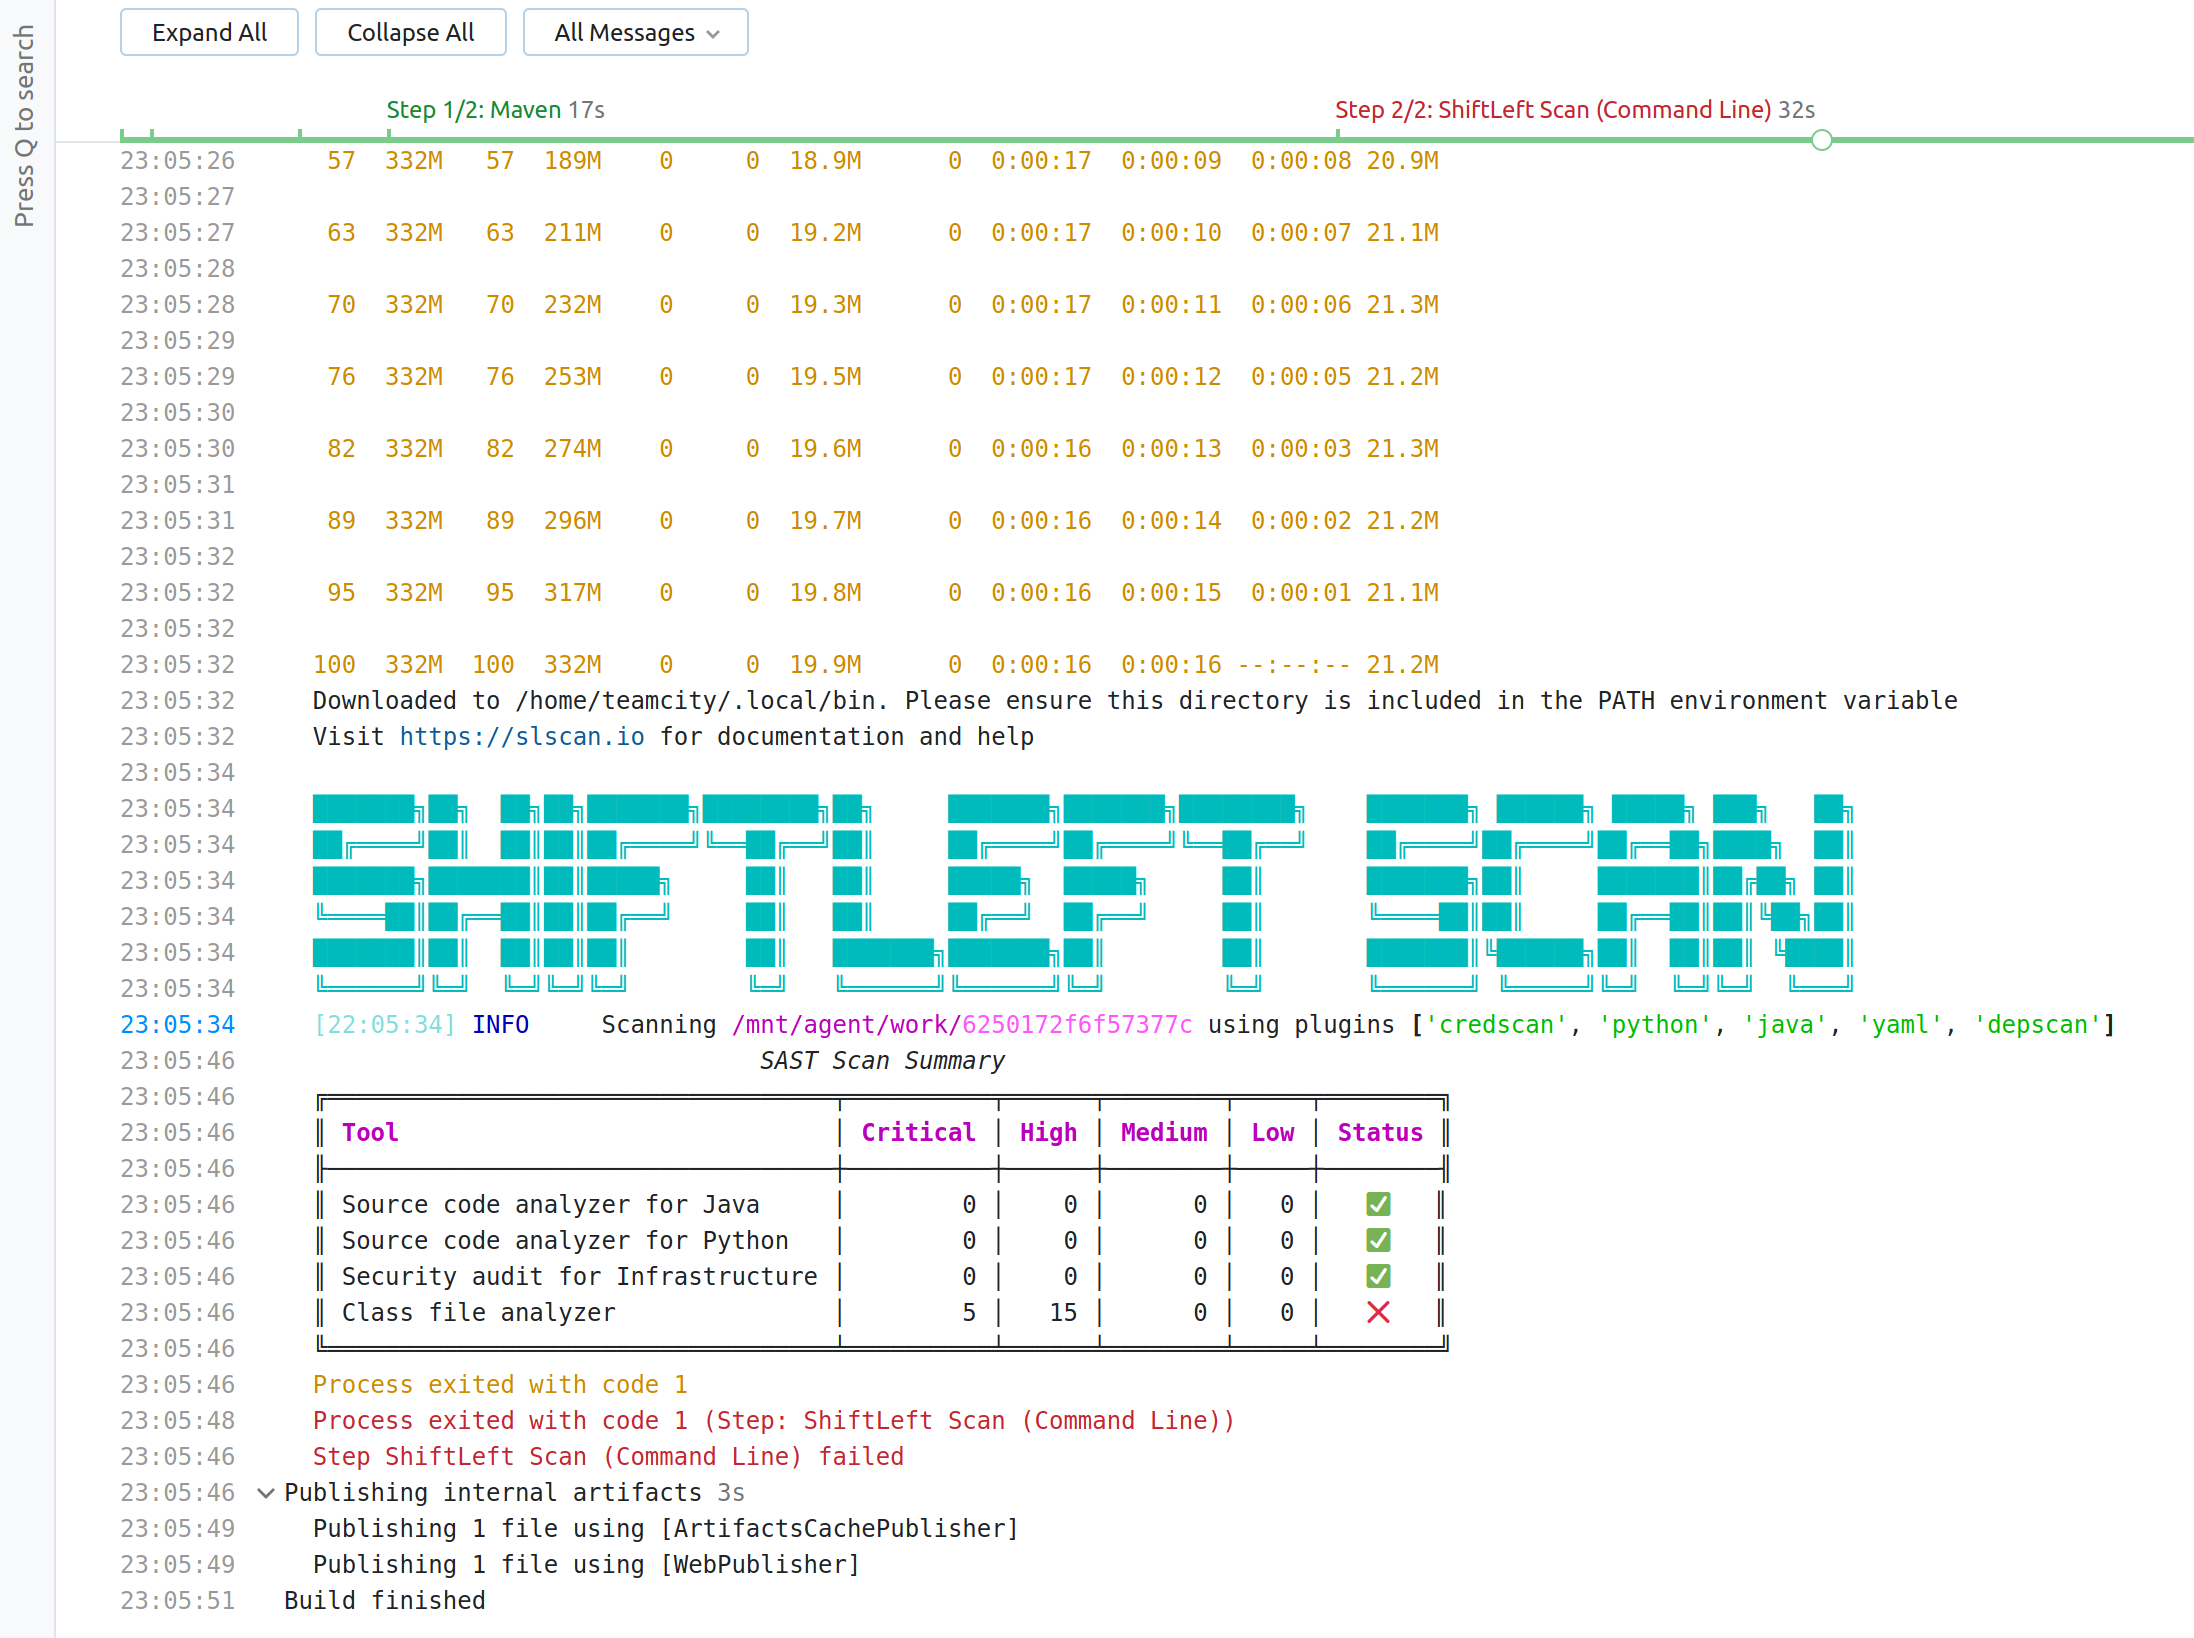 Press Q to search
Expand All Collapse All All Messages
Step 1/2: Maven 17s Step 2/2: ShiftLeft Scan (Command Line) 32s
23:05:26 57 332M 57 189M 0 0 18.9M 0 0:00:17 0:00:09 0:00:08 20.9M
23:05:27
23:05:27 63 332M 63 211M 0 0 19.2M 0 0:00:17 0:00:10 0:00:07 21.1M
23:05:28
23:05:28 70 332M 70 232M 0 0 19.3M 0 0:00:17 0:00:11 0:00:06 21.3M
23:05:29
23:05:29 76 332M 76 253M 0 0 19.5M 0 0:00:17 0:00:12 0:00:05 21.2M
23:05:30
23:05:30 82 332M 82 274M 0 0 19.6M 0 0:00:16 0:00:13 0:00:03 21.3M
23:05:31
23:05:31 89 332M 89 296M 0 0 19.7M 0 0:00:16 0:00:14 0:00:02 21.2M
23:05:32
23:05:32 95 332M 95 317M 0 0 19.8M 0 0:00:16 0:00:15 0:00:01 21.1M
23:05:32
23:05:32 100 332M 100 332M 0 0 19.9M 0 0:00:16 0:00:16 --:--:-- 21.2M
23:05:32 Downloaded to /home/teamcity/.local/bin. Please ensure this directory is included in the PATH environment variable
23:05:32 Visit https://slscan.io for documentation and help
23:05:34
23:05:34
23:05:34
23:05:34 SHIFTLEFT SCAN
23:05:34
23:05:34
23:05:34
23:05:34 [22:05:34] INFO Scanning /mnt/agent/work/6250172f6f57377c using plugins ['credscan', 'python', 'java', 'yaml', 'depscan']
23:05:46 SAST Scan Summary
23:05:46
23:05:46 Tool Critical High Medium Low Status
23:05:46
23:05:46 Source code analyzer for Java 0 0 0 0 ✅
23:05:46 Source code analyzer for Python 0 0 0 0 ✅
23:05:46 Security audit for Infrastructure 0 0 0 0 ✅
23:05:46 Class file analyzer 5 15 0 0 ❌
23:05:46
23:05:46 Process exited with code 1
23:05:48 Process exited with code 1 (Step: ShiftLeft Scan (Command Line))
23:05:46 Step ShiftLeft Scan (Command Line) failed
23:05:46 Publishing internal artifacts 3s
23:05:49 Publishing 1 file using [ArtifactsCachePublisher]
23:05:49 Publishing 1 file using [WebPublisher]
23:05:51 Build finished